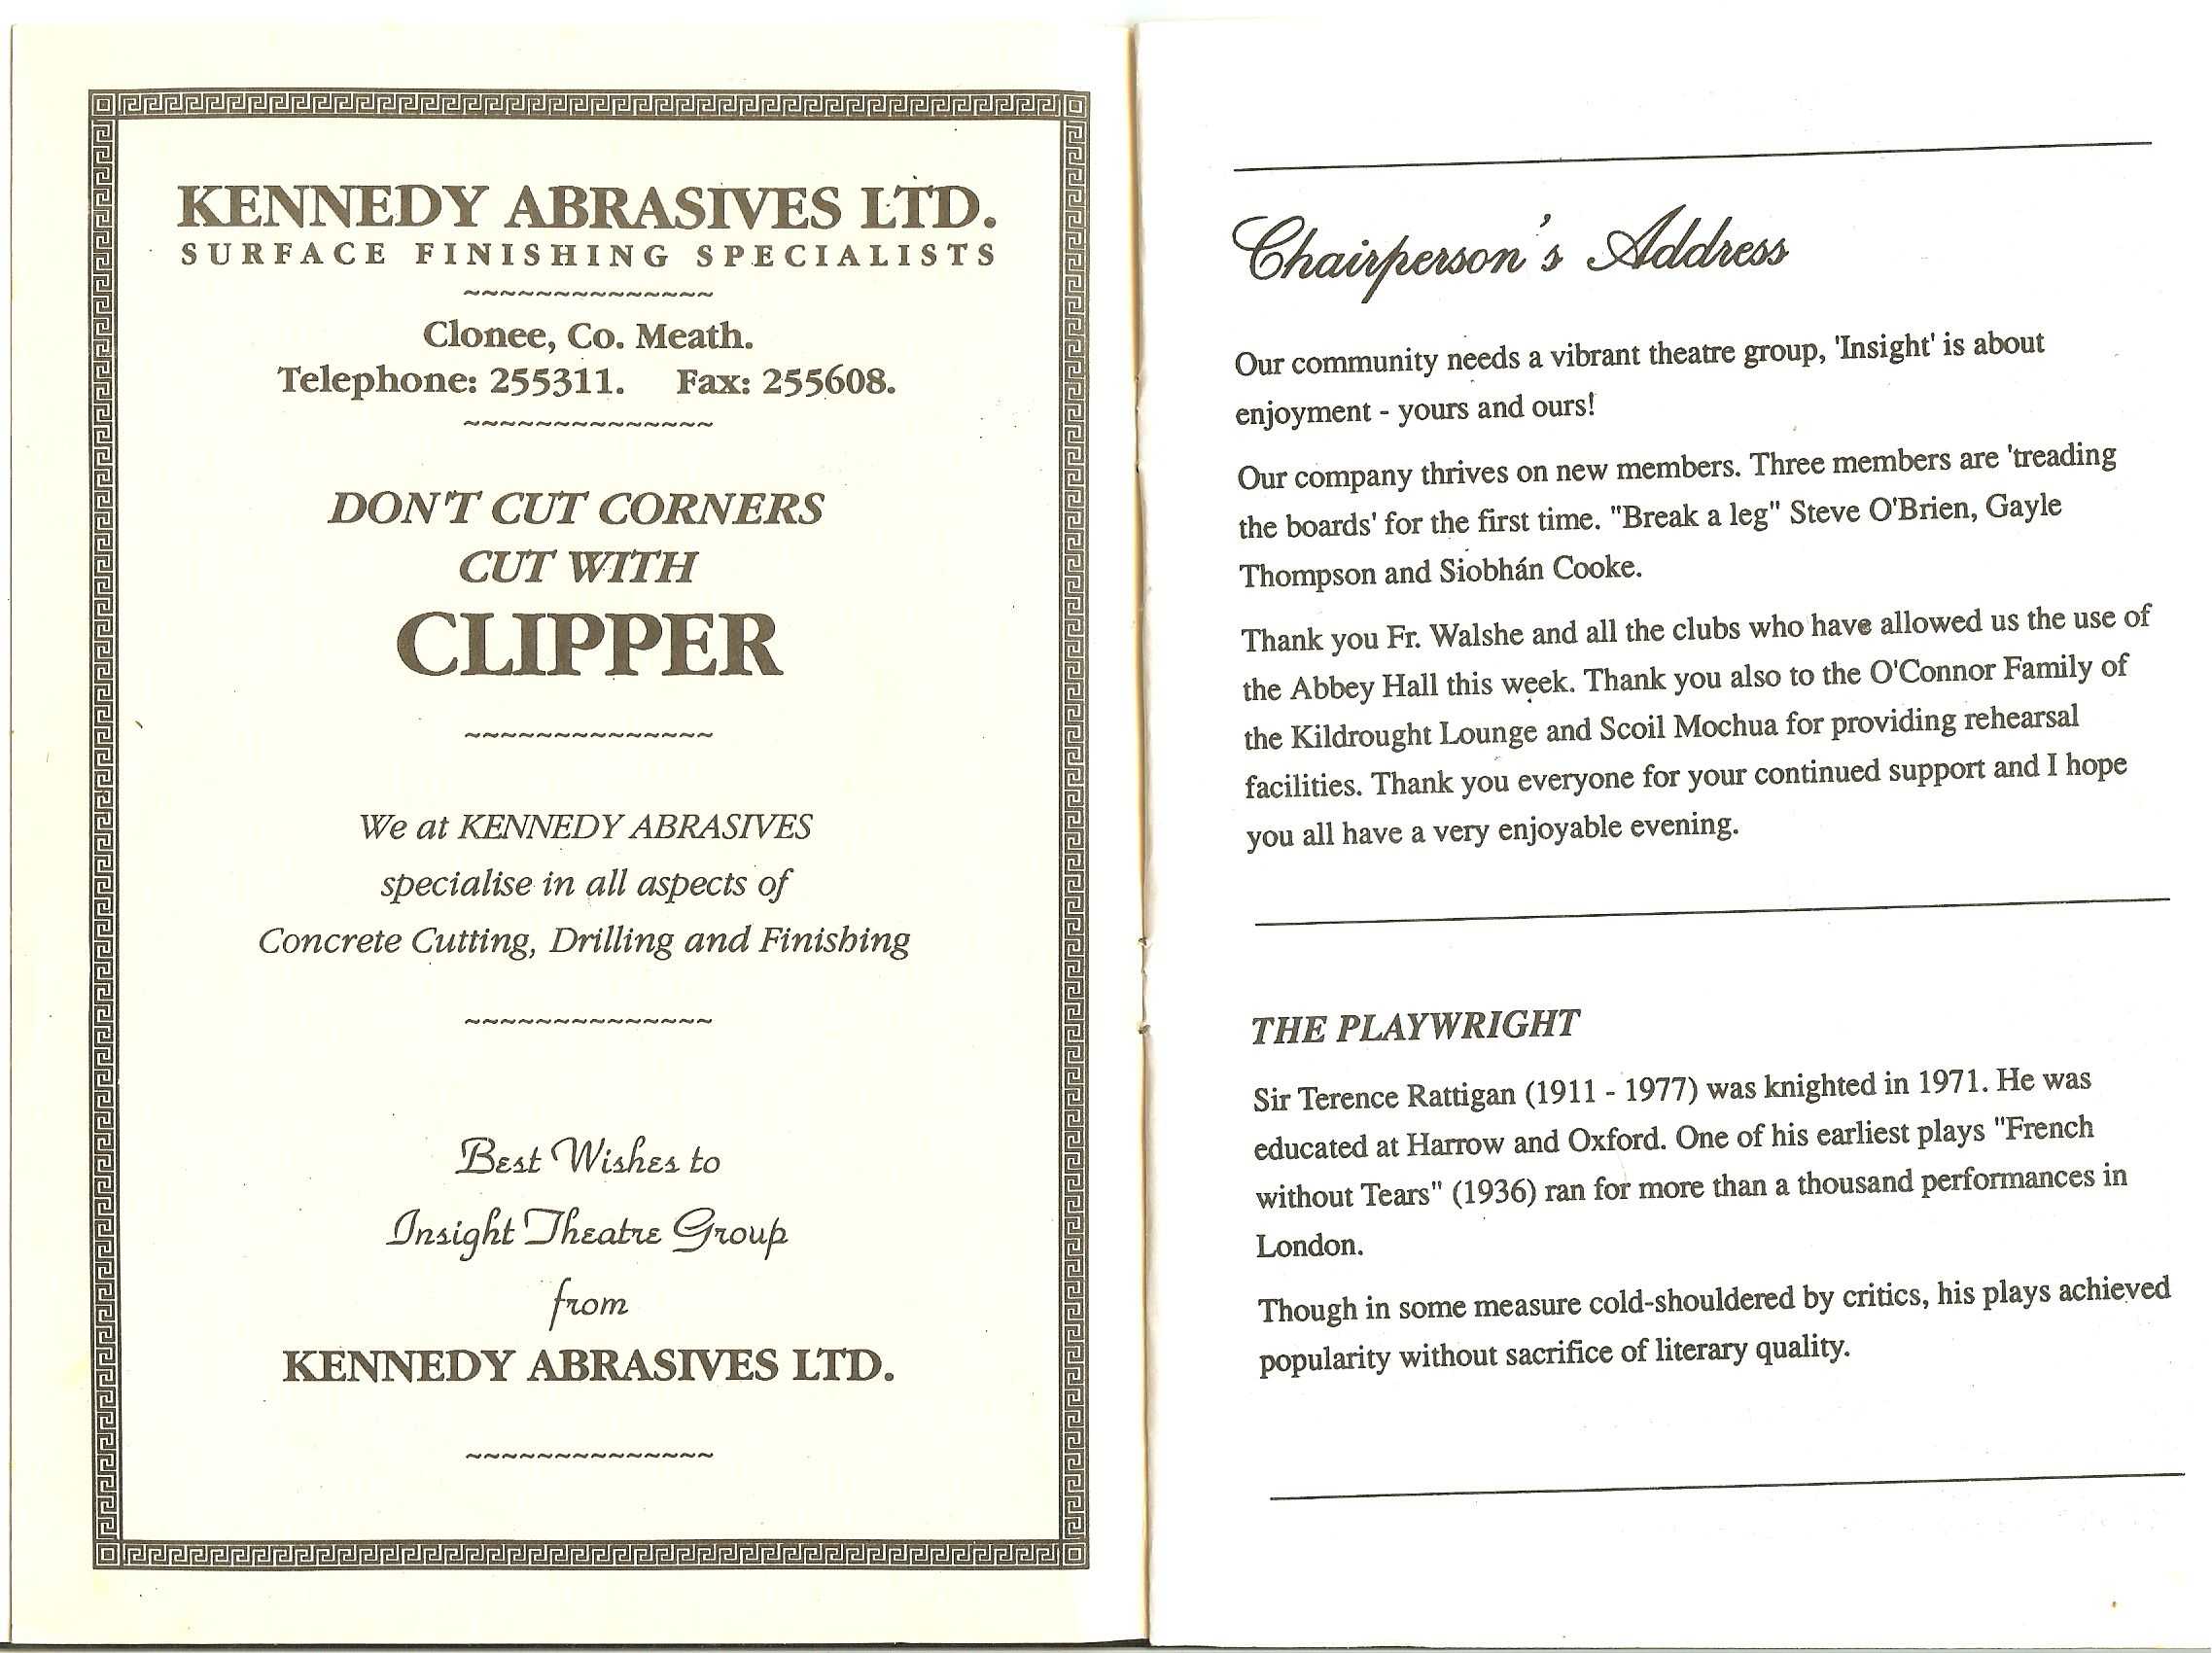 KENNEDY ABRASIVES LTD.
SURFACE FINISHING SPECIALISTS
~~~~~~~~~~~~~~
Clonee, Co. Meath.
Telephone: 255311. Fax: 255608.
~~~~~~~~~~~~~~
DON'T CUT CORNERS
CUT WITH
CLIPPER
~~~~~~~~~~~~~~
We at KENNEDY ABRASIVES
specialise in all aspects of
Concrete Cutting, Drilling and Finishing
~~~~~~~~~~~~~~
Best Wishes to
Insight Theatre Group
from
KENNEDY ABRASIVES LTD.
~~~~~~~~~~~~~~
Chairperson's Address
Our community needs a vibrant theatre group, 'Insight' is about
enjoyment - yours and ours!
Our company thrives on new members. Three members are 'treading
the boards' for the first time. "Break a leg" Steve O'Brien, Gayle
Thompson and Siobhán Cooke.
Thank you Fr. Walshe and all the clubs who have allowed us the use of
the Abbey Hall this week. Thank you also to the O'Connor Family of
the Kildrought Lounge and Scoil Mochua for providing rehearsal
facilities. Thank you everyone for your continued support and I hope
you all have a very enjoyable evening.
THE PLAYWRIGHT
Sir Terence Rattigan (1911 - 1977) was knighted in 1971. He was
educated at Harrow and Oxford. One of his earliest plays "French
without Tears" (1936) ran for more than a thousand performances in
London.
Though in some measure cold-shouldered by critics, his plays achieved
popularity without sacrifice of literary quality.